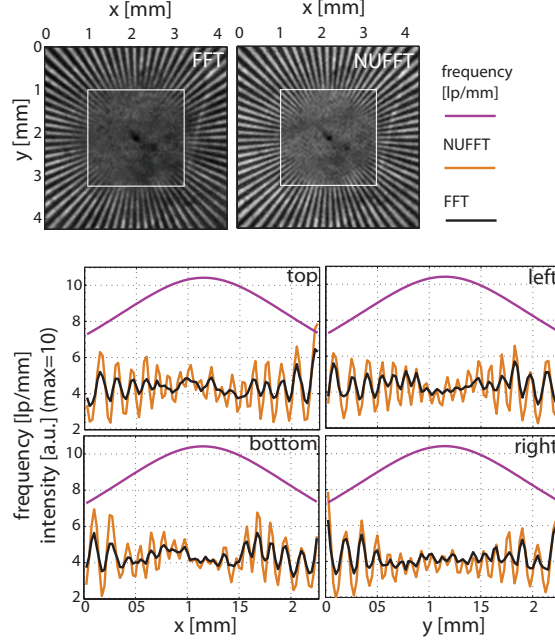 x [mm] x [mm]
0 1 2 3 4 1 2 3 4
0
1
2
3
4
y [mm]
FFT NUFFT
frequency
[lp/mm]
NUFFT
FFT
frequency [lp/mm]
intensity [a.u.] (max=10)
top left
10
8
6
4
2
bottom right
10
8
6
4
2
0 05 1 15 2 0 05 1 15 2
x [mm] y [mm]